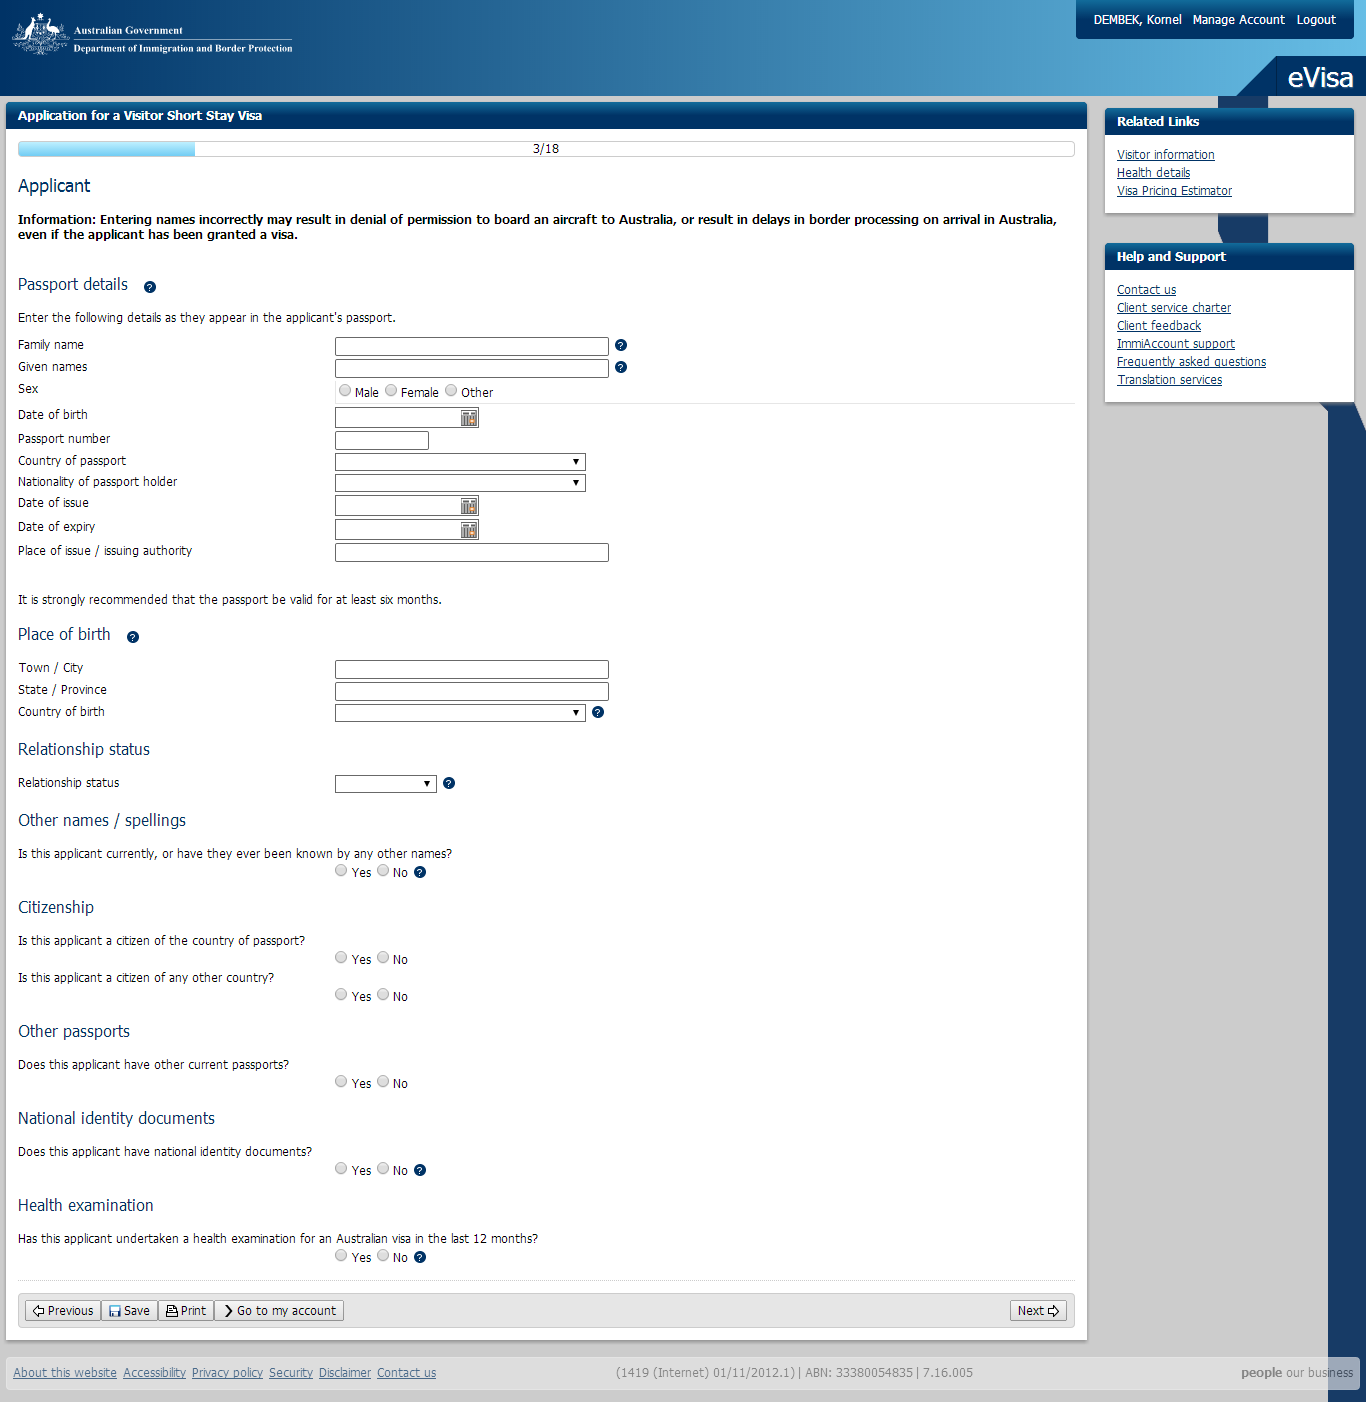 Australian Government
Department of Immigration and Border Protection
DEMBEK, Kornel Manage Account Logout
eVisa
Application for a Visitor Short Stay Visa
3/18
Applicant
Information: Entering names incorrectly may result in denial of permission to board an aircraft to Australia, or result in delays in border processing on arrival in Australia,
even if the applicant has been granted a visa.
Passport details ?
Enter the following details as they appear in the applicant's passport.
Family name ?
Given names ?
Sex Male Female Other
Date of birth
Passport number
Country of passport
Nationality of passport holder
Date of issue
Date of expiry
Place of issue / issuing authority
It is strongly recommended that the passport be valid for at least six months.
Place of birth ?
Town / City
State / Province
Country of birth ?
Relationship status
Relationship status ?
Other names / spellings
Is this applicant currently, or have they ever been known by any other names?
Yes No ?
Citizenship
Is this applicant a citizen of the country of passport?
Yes No
Is this applicant a citizen of any other country?
Yes No
Other passports
Does this applicant have other current passports?
Yes No
National identity documents
Does this applicant have national identity documents?
Yes No ?
Health examination
Has this applicant undertaken a health examination for an Australian visa in the last 12 months?
Yes No ?
Previous Save Print Go to my account Next
Related Links
Visitor information
Health details
Visa Pricing Estimator
Help and Support
Contact us
Client service charter
Client feedback
ImmiAccount support
Frequently asked questions
Translation services
About this website Accessibility Privacy policy Security Disclaimer Contact us (1419 (Internet) 01/11/2012.1) | ABN: 33380054835 | 7.16.005 people our business